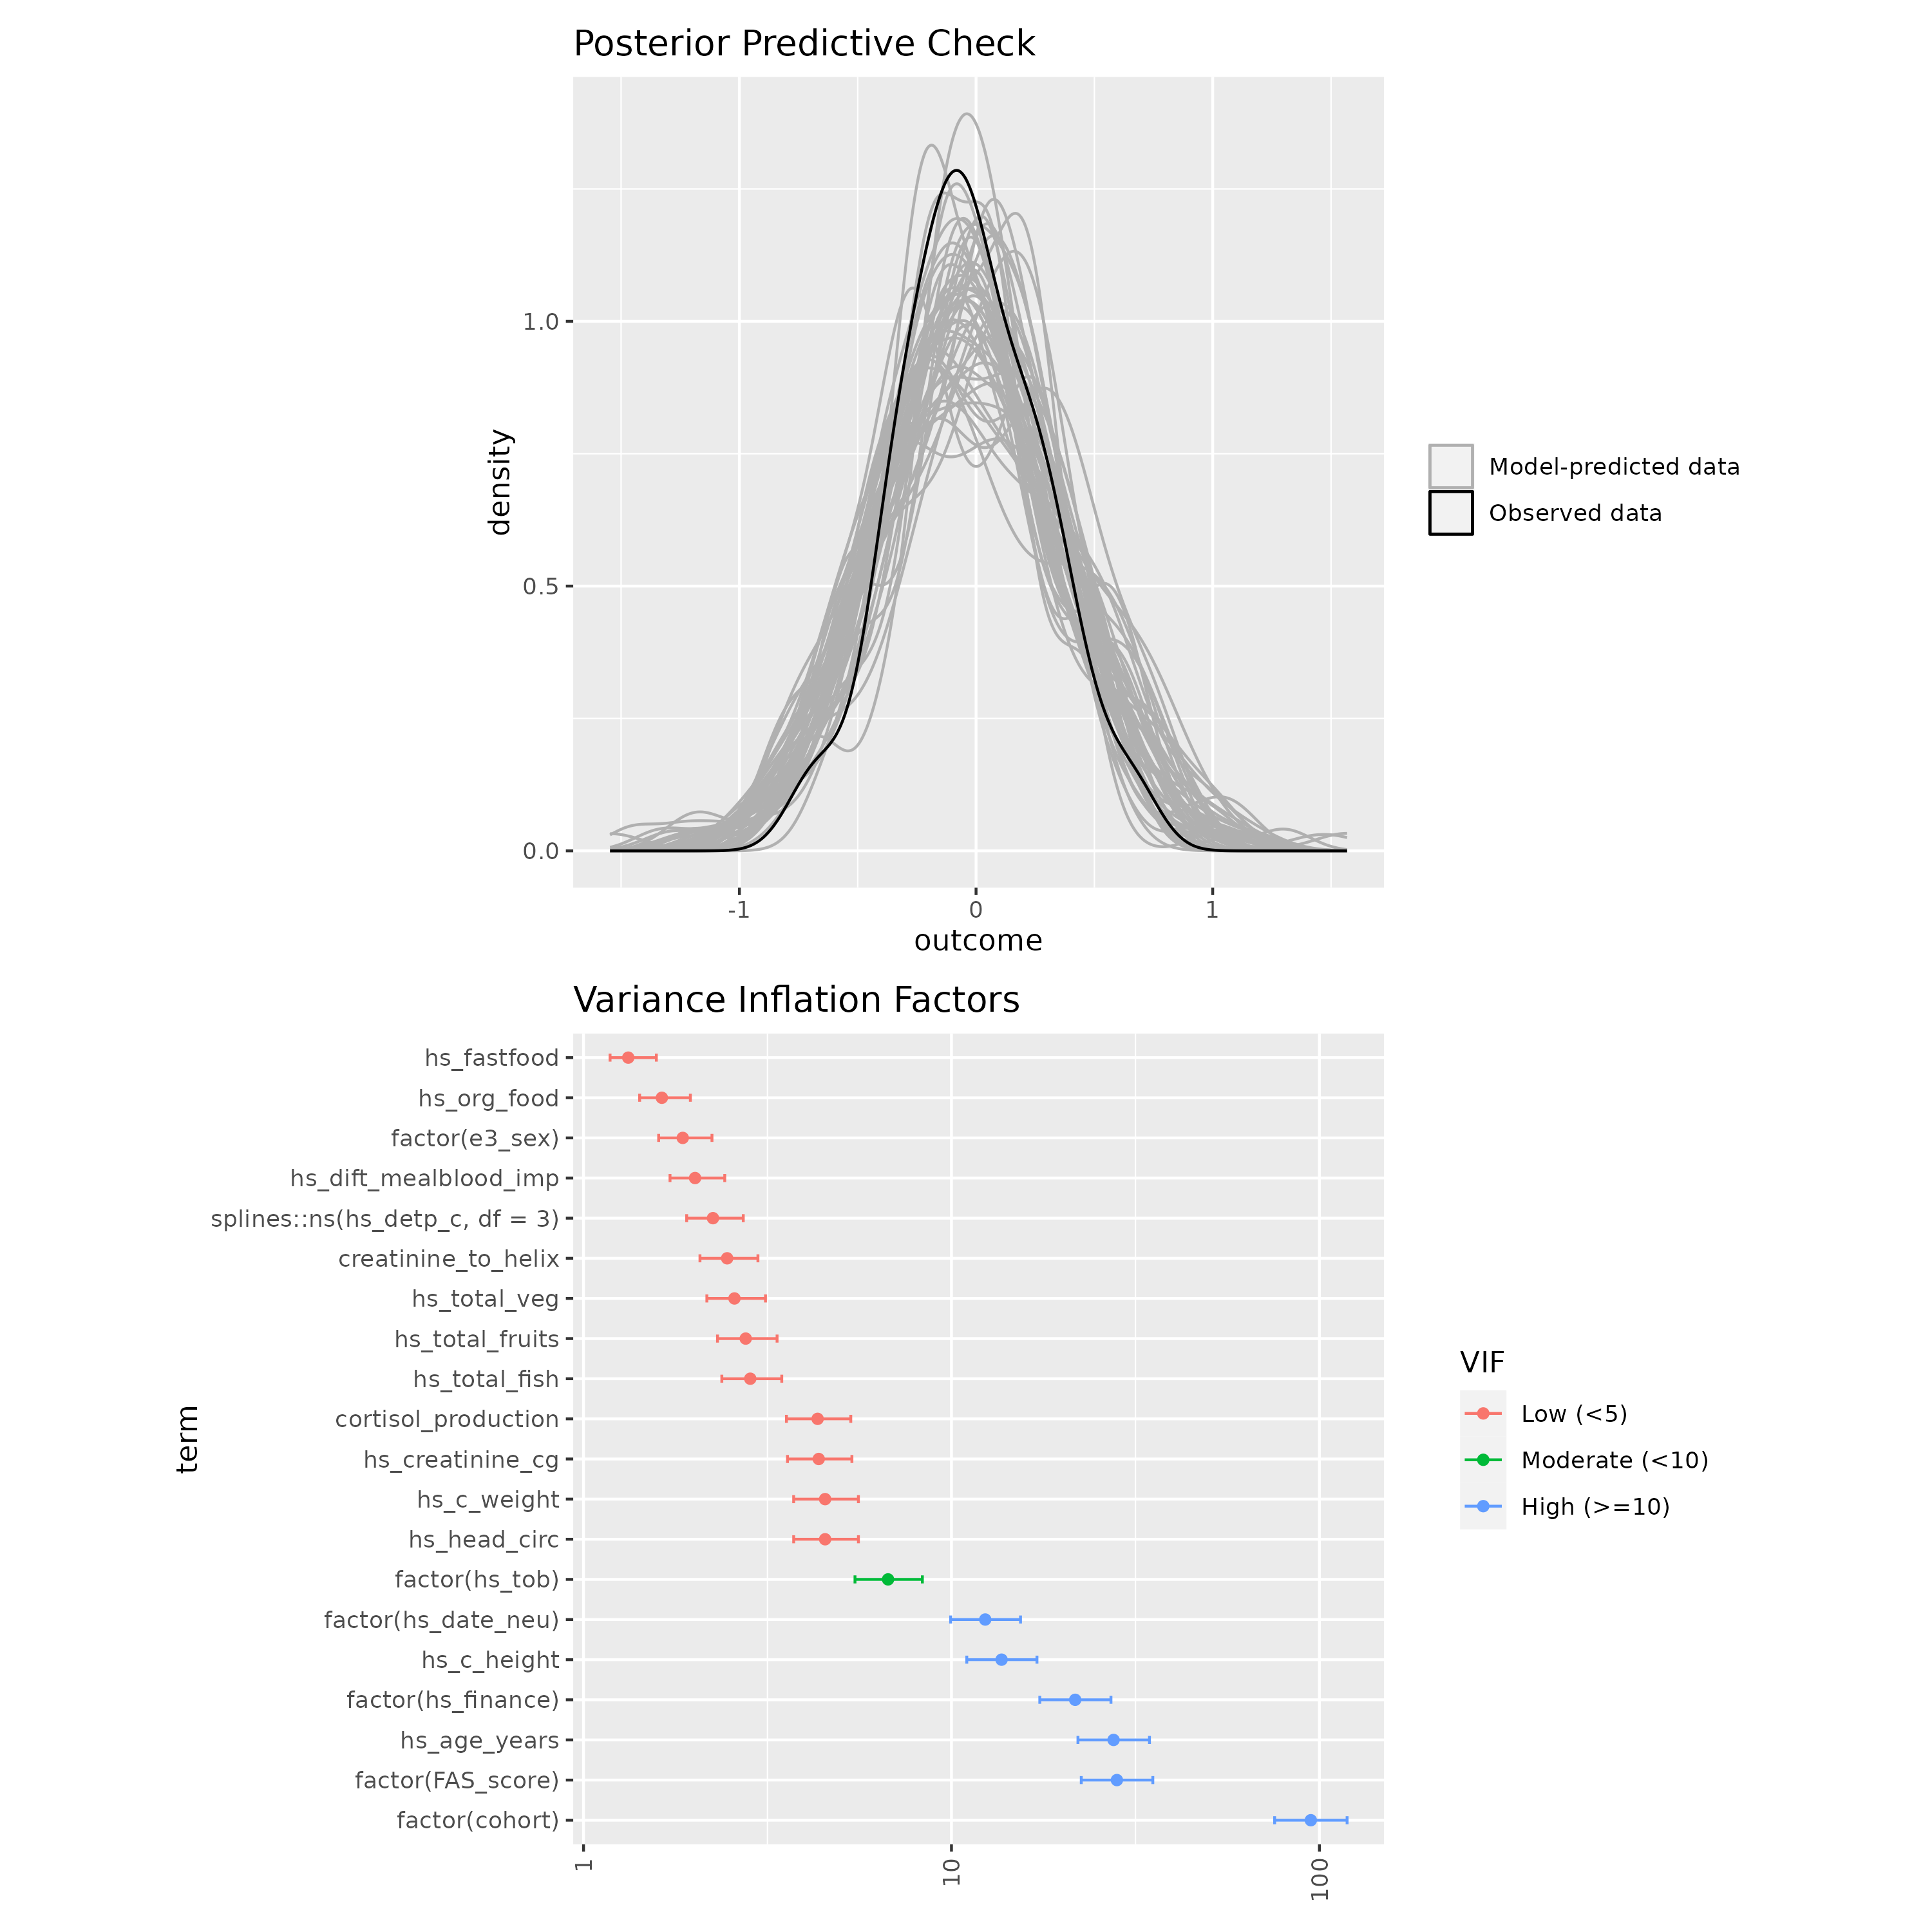 Posterior Predictive Check
density
1.0
0.5
0.0
-1 0 1
outcome
Model-predicted data
Observed data
Variance Inflation Factors
term
hs_fastfood
hs_org_food
factor(e3_sex)
hs_dift_mealblood_imp
splines::ns(hs_detp_c, df = 3)
creatinine_to_helix
hs_total_veg
hs_total_fruits
hs_total_fish
cortisol_production
hs_creatinine_cg
hs_c_weight
hs_head_circ
factor(hs_tob)
factor(hs_date_neu)
hs_c_height
factor(hs_finance)
hs_age_years
factor(FAS_score)
factor(cohort)
1 10 100
VIF
Low (<5)
Moderate (<10)
High (>=10)